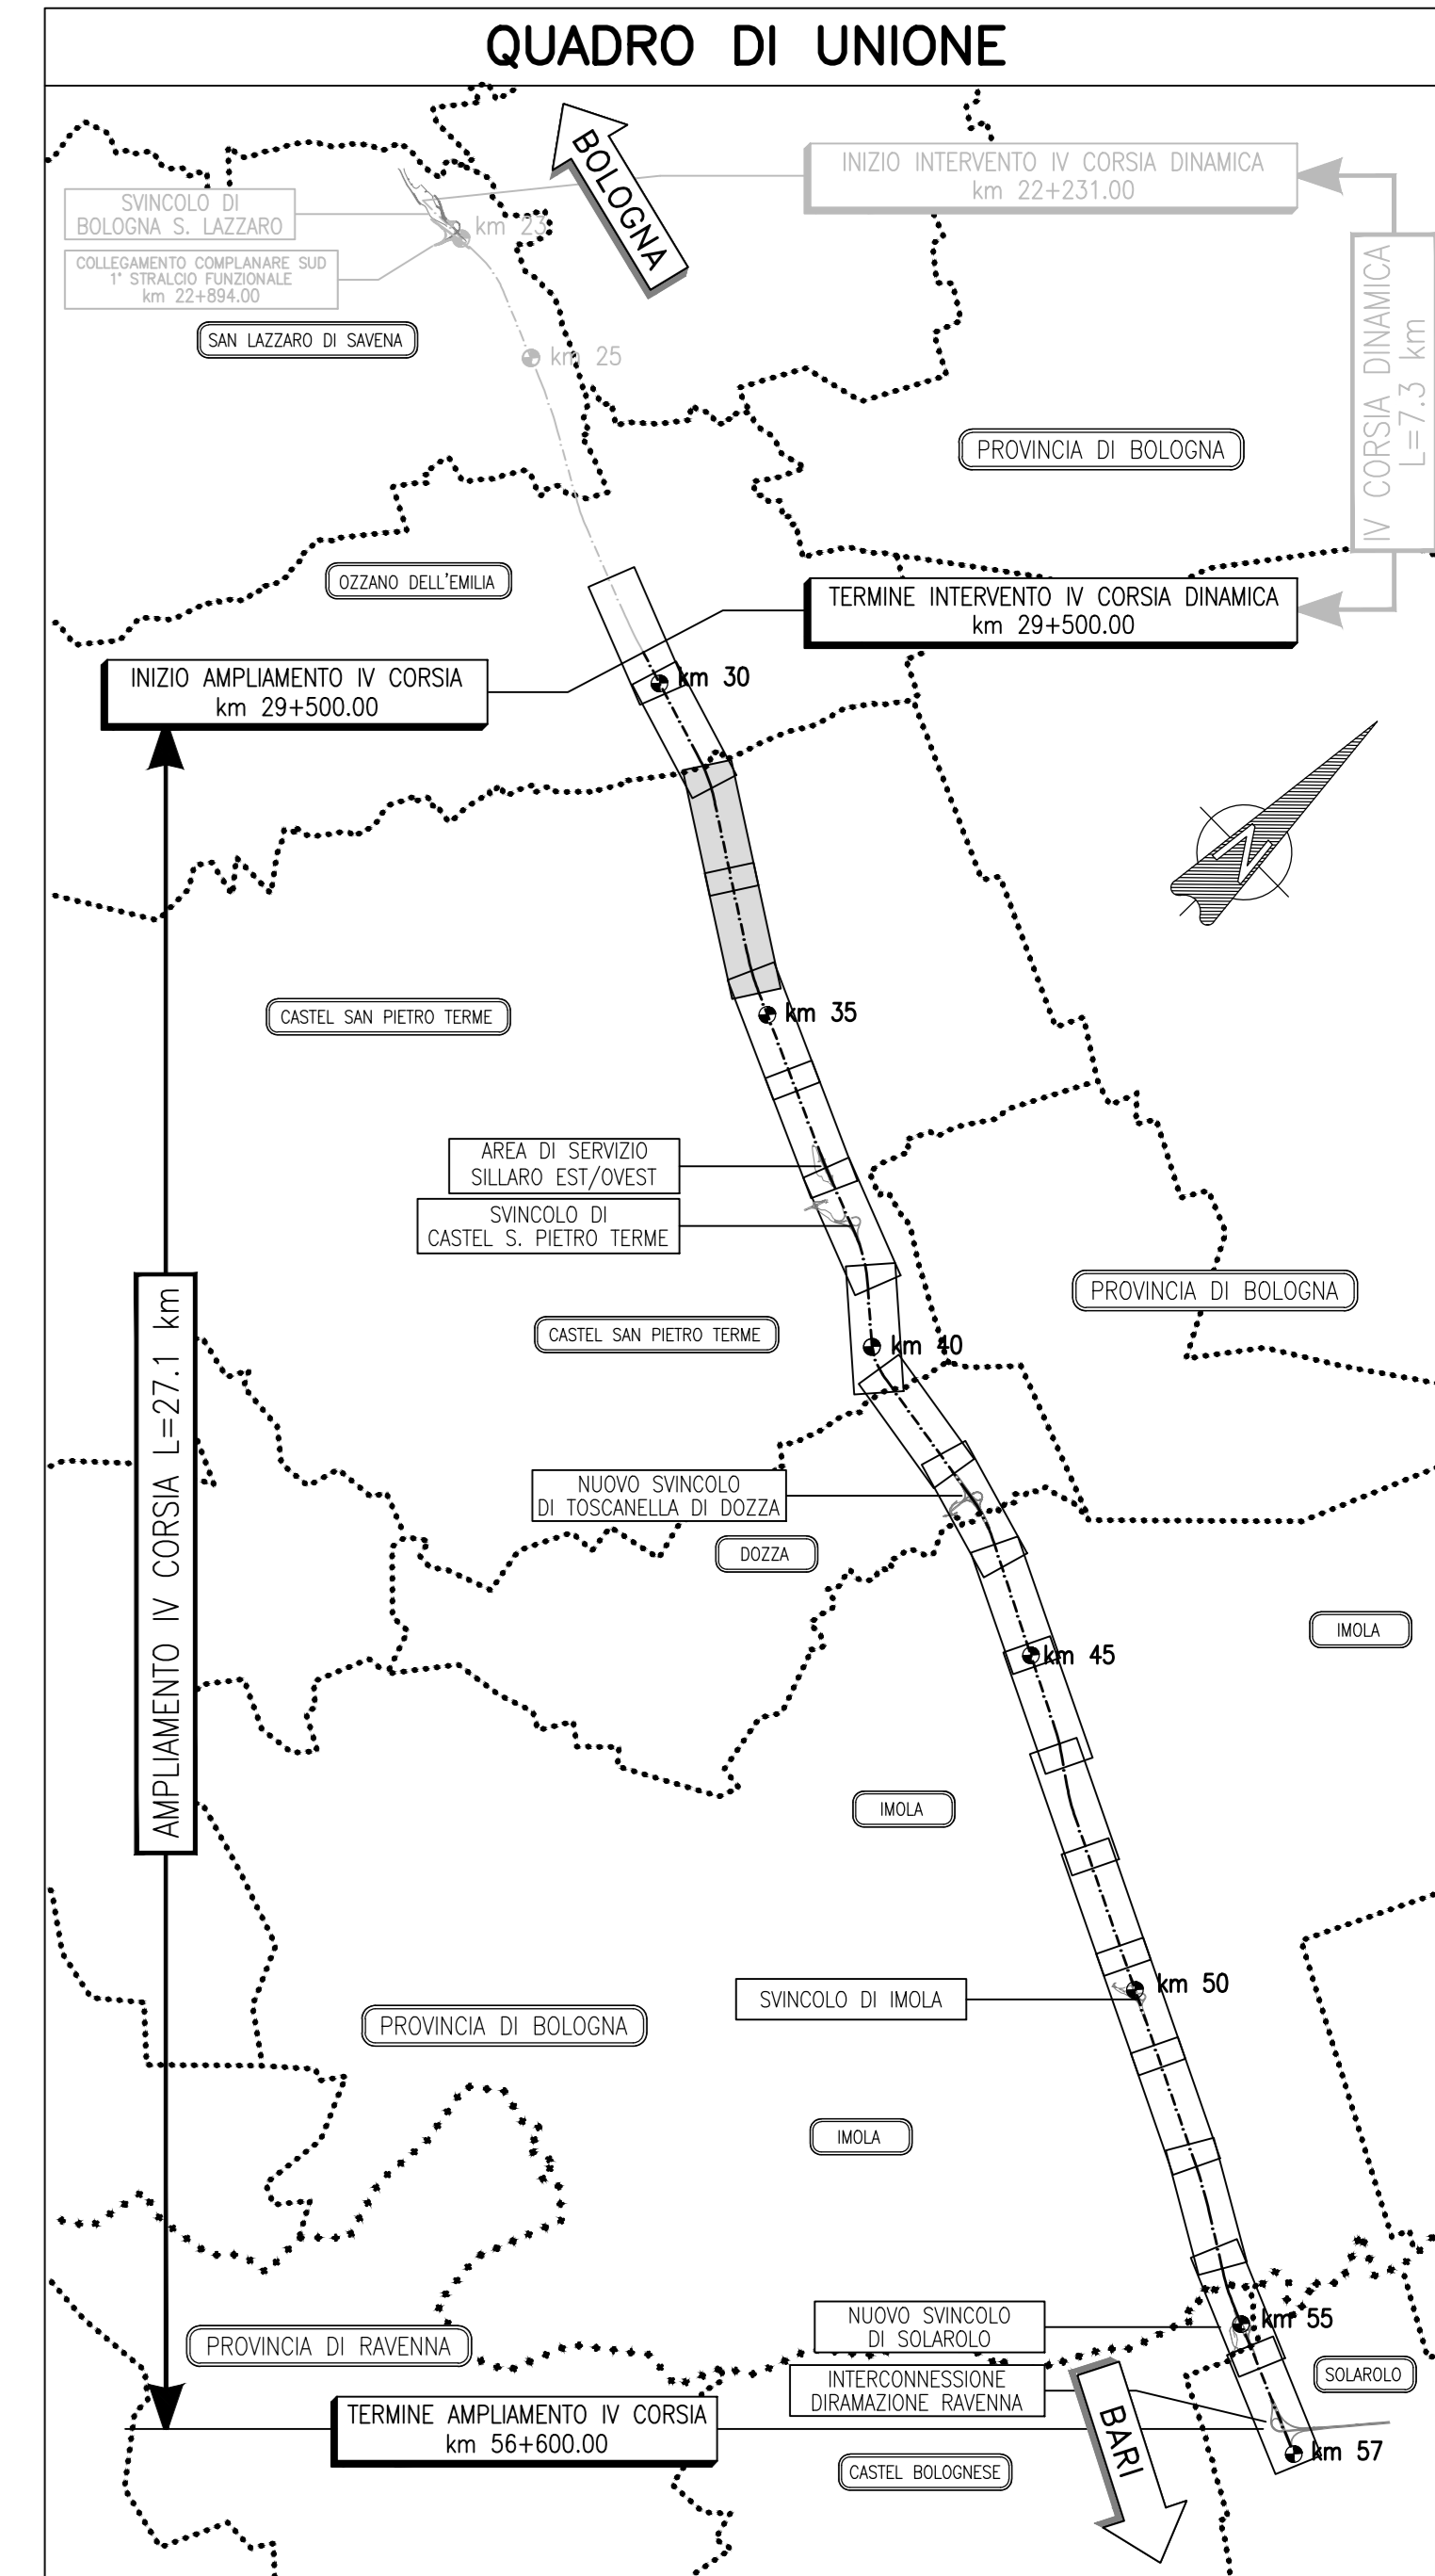 QUADRO DI UNIONE
BOLOGNA
INIZIO INTERVENTO IV CORSIA DINAMICA
km 22+231.00
SVINCOLO DI
BOLOGNA S. LAZZARO
km 23
COLLEGAMENTO COMPLANARE SUD
1° STRALCIO FUNZIONALE
km 22+894.00
IV CORSIA DINAMICA
L=7.3 km
SAN LAZZARO DI SAVENA
km 25
PROVINCIA DI BOLOGNA
OZZANO DELL'EMILIA
TERMINE INTERVENTO IV CORSIA DINAMICA
km 29+500.00
INIZIO AMPLIAMENTO IV CORSIA
km 29+500.00
km 30
N
CASTEL SAN PIETRO TERME
km 35
AREA DI SERVIZIO
SILLARO EST/OVEST
SVINCOLO DI
CASTEL S. PIETRO TERME
PROVINCIA DI BOLOGNA
CASTEL SAN PIETRO TERME
km 40
AMPLIAMENTO IV CORSIA L=27.1 km
NUOVO SVINCOLO
DI TOSCANELLA DI DOZZA
DOZZA
IMOLA
km 45
IMOLA
km 50
SVINCOLO DI IMOLA
PROVINCIA DI BOLOGNA
IMOLA
NUOVO SVINCOLO
DI SOLAROLO
km 55
PROVINCIA DI RAVENNA
INTERCONNESSIONE
DIRAMAZIONE RAVENNA
SOLAROLO
TERMINE AMPLIAMENTO IV CORSIA
km 56+600.00
BARI
km 57
CASTEL BOLOGNESE